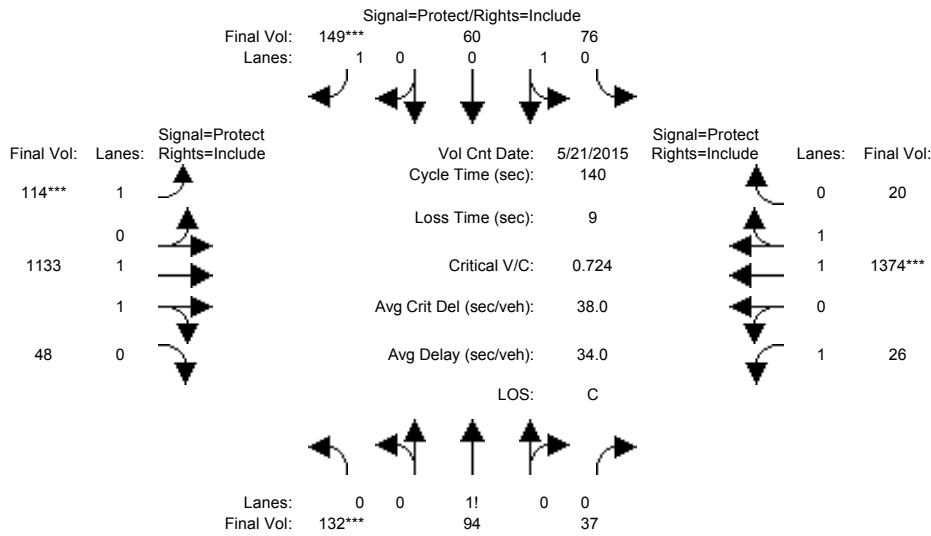 Signal=Protect/Rights=Include
Final Vol: 149*** 60 76
Lanes: 1 0 0 1 0
Signal=Protect
Final Vol: Lanes: Rights=Include
Vol Cnt Date: 5/21/2015
Signal=Protect
Rights=Include Lanes: Final Vol:
Cycle Time (sec): 140
114*** 1
0 20
Loss Time (sec): 9
0
1
1133 1
Critical V/C: 0.724
1 1374***
1
Avg Crit Del (sec/veh): 38.0
0
48 0
Avg Delay (sec/veh): 34.0
1 26
LOS: C
Lanes: 0 0 1! 0 0
Final Vol: 132*** 94 37